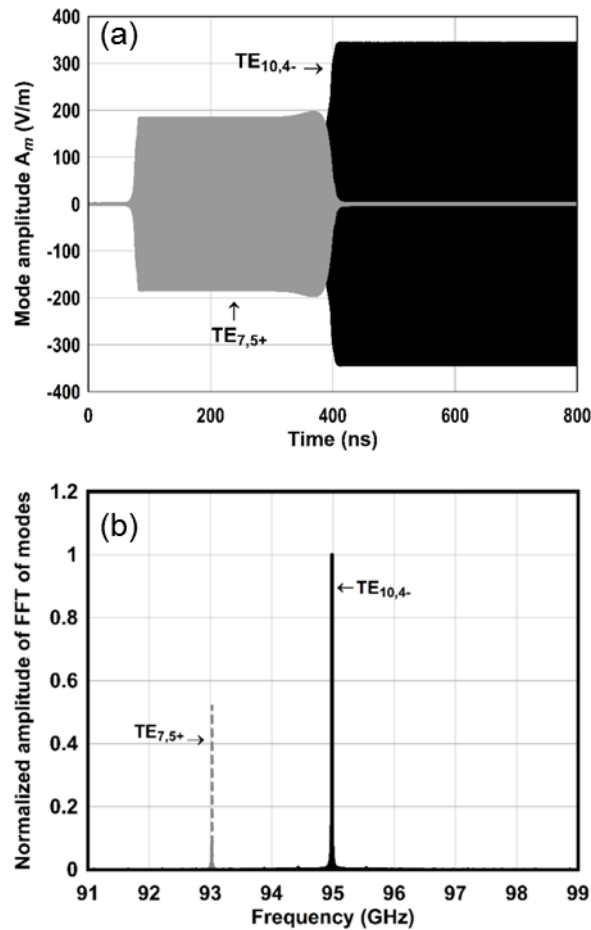 (a)
400
300
200
100
0
-100
-200
-300
-400
Mode amplitude Am (V/m)
TE10,4- →
↑
TE7,5+
0 200 400 600 800
Time (ns)
(b)
1.2
1
0.8
0.6
0.4
0.2
0
Normalized amplitude of FFT of modes
←TE10,4-
TE7,5+ →
91 92 93 94 95 96 97 98 99
Frequency (GHz)